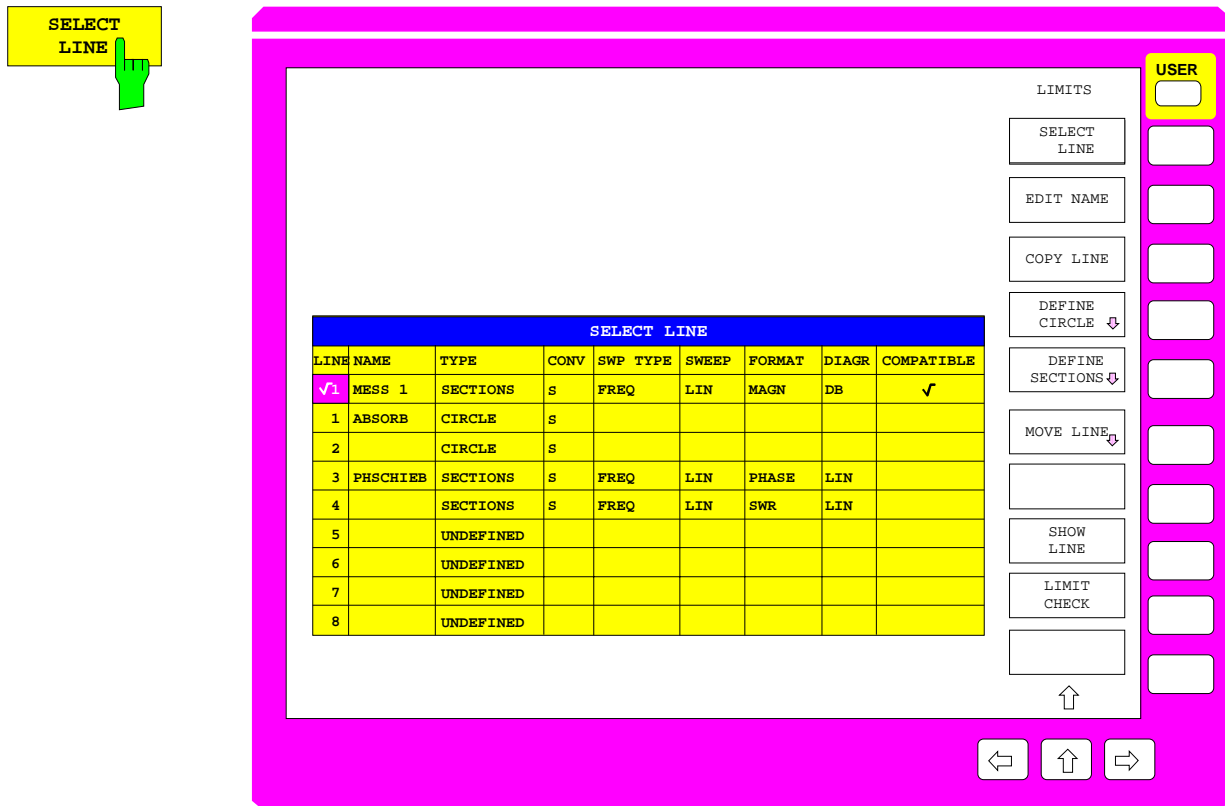 SELECT
LINE
USER
LIMITS
SELECT
LINE
EDIT NAME
COPY LINE
DEFINE
CIRCLE
DEFINE
SECTIONS
MOVE LINE
SHOW
LINE
LIMIT
CHECK
SELECT LINE
LINE NAME TYPE CONV SWP TYPE SWEEP FORMAT DIAGR COMPATIBLE
√1 MESS 1 SECTIONS S FREQ LIN MAGN DB √
1 ABSORB CIRCLE S
2 CIRCLE S
3 PHSCHIEB SECTIONS S FREQ LIN PHASE LIN
4 SECTIONS S FREQ LIN SWR LIN
5 UNDEFINED
6 UNDEFINED
7 UNDEFINED
8 UNDEFINED